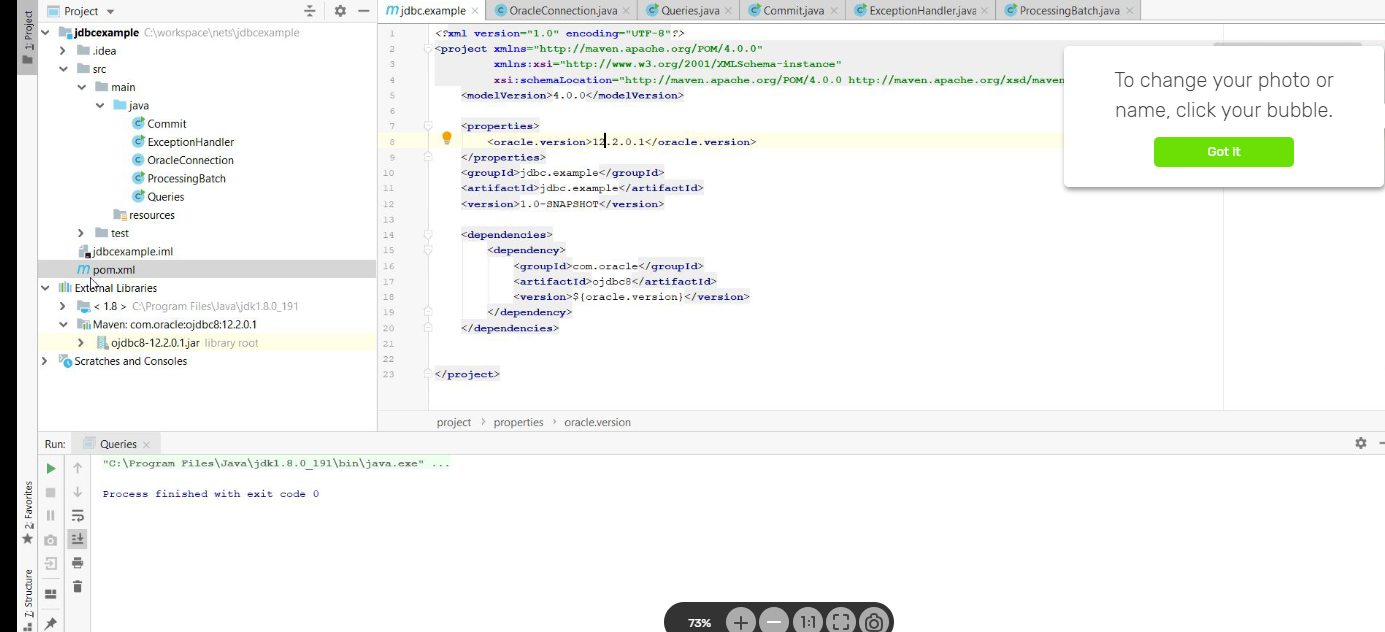 1: Project
2: Favorites
7: Structure
Project
jdbcexample C:\workspace\nets\jdbcexample
.idea
src
main
java
Commit
ExceptionHandler
OracleConnection
ProcessingBatch
Queries
resources
test
jdbcexample.iml
pom.xml
External Libraries
< 1.8 > C:\Program Files\Java\jdk1.8.0_191
Maven: com.oracle:ojdbc8:12.2.0.1
ojdbc8-12.2.0.1.jar library root
Scratches and Consoles
jdbc.example OracleConnection.java Queries.java Commit.java ExceptionHandler.java ProcessingBatch.java
1 <?xml version="1.0" encoding="UTF-8"?>
2 <project xmlns="http://maven.apache.org/POM/4.0.0"
3 xmlns:xsi="http://www.w3.org/2001/XMLSchema-instance"
4 xsi:schemaLocation="http://maven.apache.org/POM/4.0.0 http://maven.apache.org/xsd/maven
5 <modelVersion>4.0.0</modelVersion>
6
7 <properties>
8 <oracle.version>12.2.0.1</oracle.version>
9 </properties>
10 <groupId>jdbc.example</groupId>
11 <artifactId>jdbc.example</artifactId>
12 <version>1.0-SNAPSHOT</version>
13
14 <dependencies>
15 <dependency>
16 <groupId>com.oracle</groupId>
17 <artifactId>ojdbc8</artifactId>
18 <version>${oracle.version}</version>
19 </dependency>
20 </dependencies>
21
22
23 </project>
project > properties > oracle.version
To change your photo or
name, click your bubble.
Got it
Run: Queries
"C:\Program Files\Java\jdk1.8.0_191\bin\java.exe" ...
Process finished with exit code 0
73% 1:1